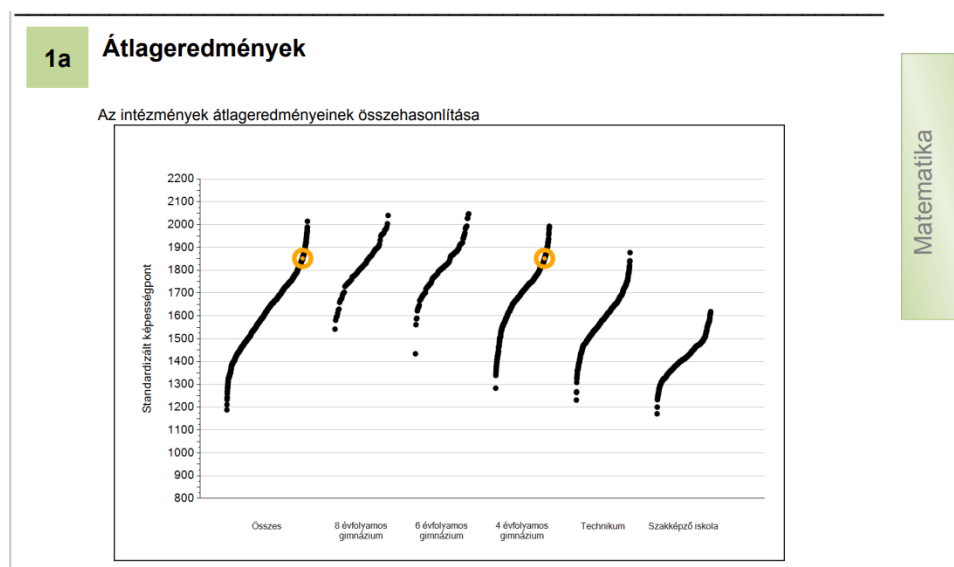 1a
Átlageredmények
Az intézmények átlageredményeinek összehasonlítása
Standardizált képességpont
2200
2100
2000
1900
1800
1700
1600
1500
1400
1300
1200
1100
1000
900
800
Összes
8 évfolyamos
gimnázium
6 évfolyamos
gimnázium
4 évfolyamos
gimnázium
Technikum
Szakképző iskola
Matematika